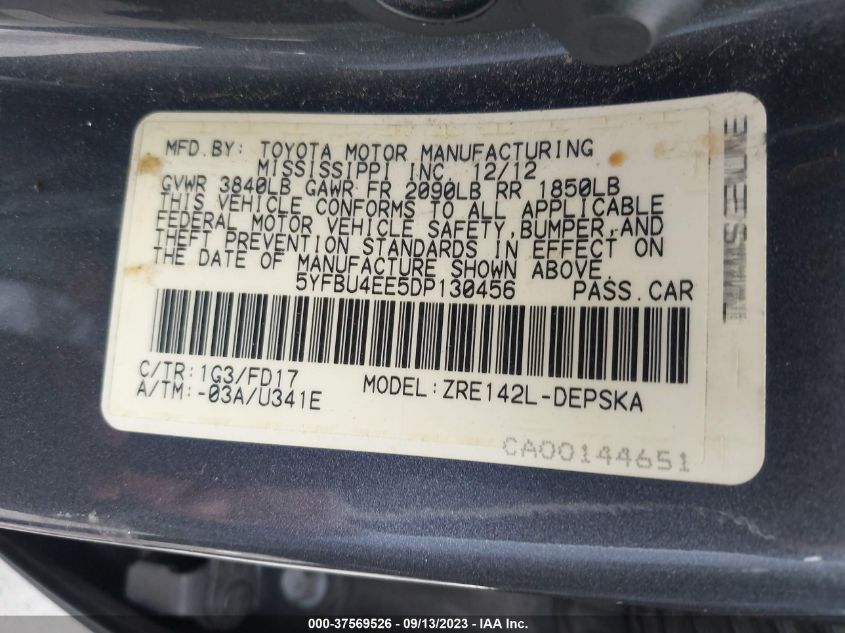 MFD.BY: TOYOTA MOTOR MANUFACTURING
MISSISSIPPI INC. 12/12
GVWR 3840LB GAWR FR 2090LB RR 1850LB
THIS VEHICLE CONFORMS TO ALL APPLICABLE
FEDERAL MOTOR VEHICLE SAFETY,BUMPER,AND
THEFT PREVENTION STANDARDS IN EFFECT ON
THE DATE OF MANUFACTURE SHOWN ABOVE.
5YFBU4EE5DP130456 PASS.CAR
C/TR:1G3/FD17
A/TM:-03A/U341E
MODEL:ZRE142L-DEPSKA
CA00144651
000-37569526 - 09/13/2023 - IAAI Inc.